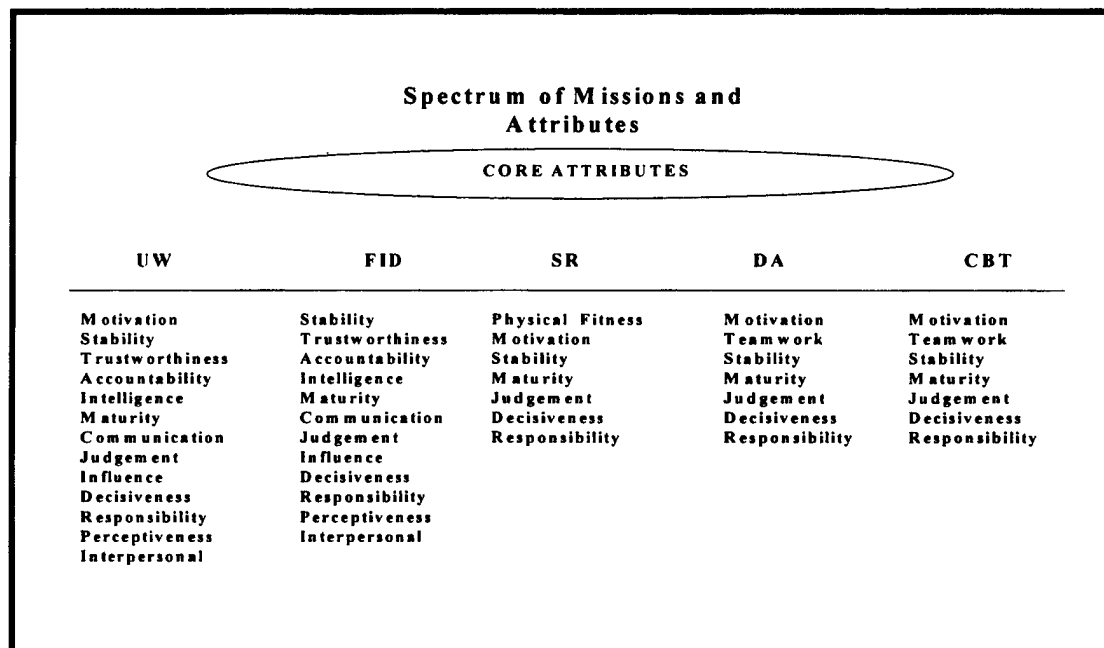 Spectrum of Missions and
Attributes
CORE ATTRIBUTES
UW FID SR DA CBT
Motivation Stability Physical Fitness Motivation Motivation
Stability Trustworthiness Motivation Teamwork Teamwork
Trustworthiness Accountability Stability Stability Stability
Accountability Intelligence Maturity Maturity Maturity
Intelligence Maturity Judgement Judgement Judgement
Maturity Communication Decisiveness Decisiveness Decisiveness
Communication Judgement Responsibility Responsibility Responsibility
Judgement Influence
Influence Decisiveness
Decisiveness Responsibility
Responsibility Perceptiveness
Perceptiveness Interpersonal
Interpersonal